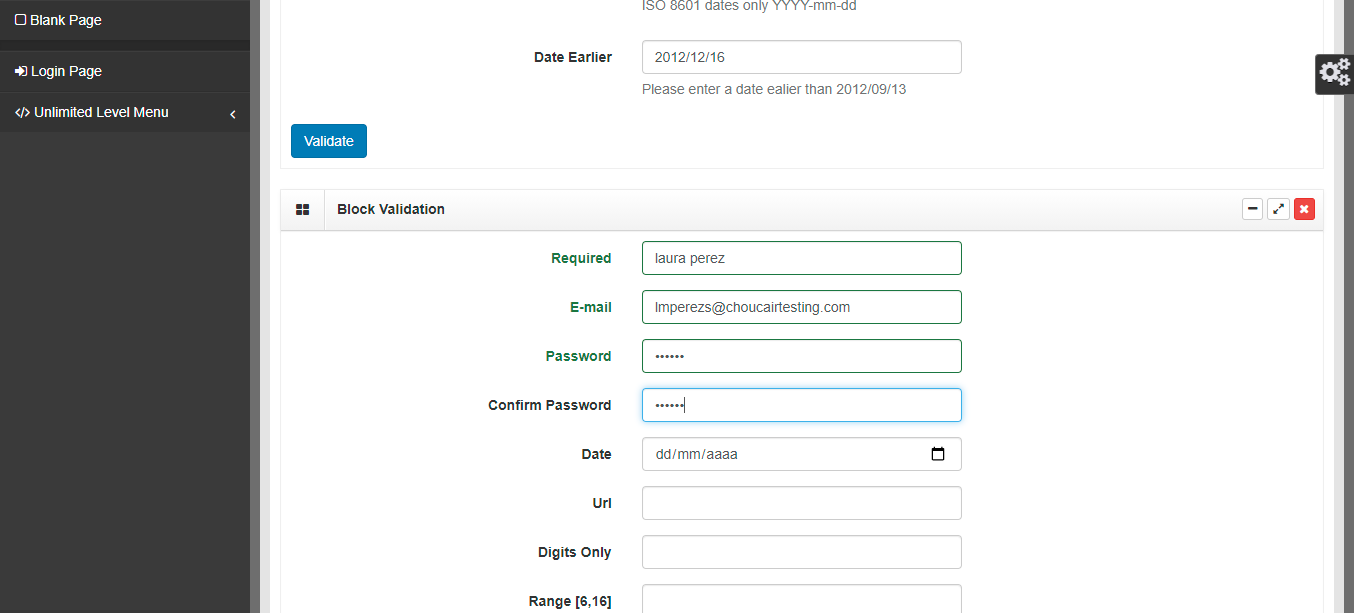 Blank Page
Login Page
Unlimited Level Menu
ISO 8601 dates only YYYY-mm-dd
Date Earlier
2012/12/16
Please enter a date ealier than 2012/09/13
Validate
Block Validation
Required
laura perez
E-mail
lmperezs@choucairtesting.com
Password
••••••
Confirm Password
••••••
Date
dd/mm/aaaa
Url
Digits Only
Range [6,16]